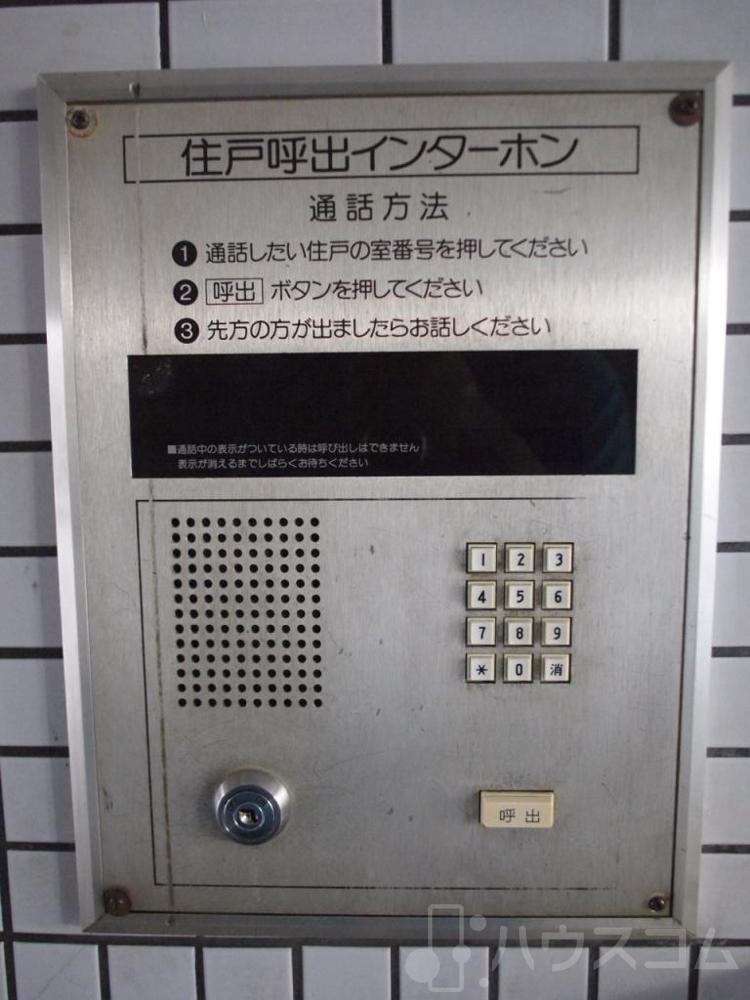 住戸呼出インターホン
通話方法
❶ 通話したい住戸の室番号を押してください
❷ 呼出 ボタンを押してください
❸ 先方の方が出ましたらお話しください
■通話中の表示がついている時は呼び出しはできません
表示が消えるまでしばらくお待ちください
1 2 3
4 5 6
7 8 9
* 0 消
呼出
ハウスコム